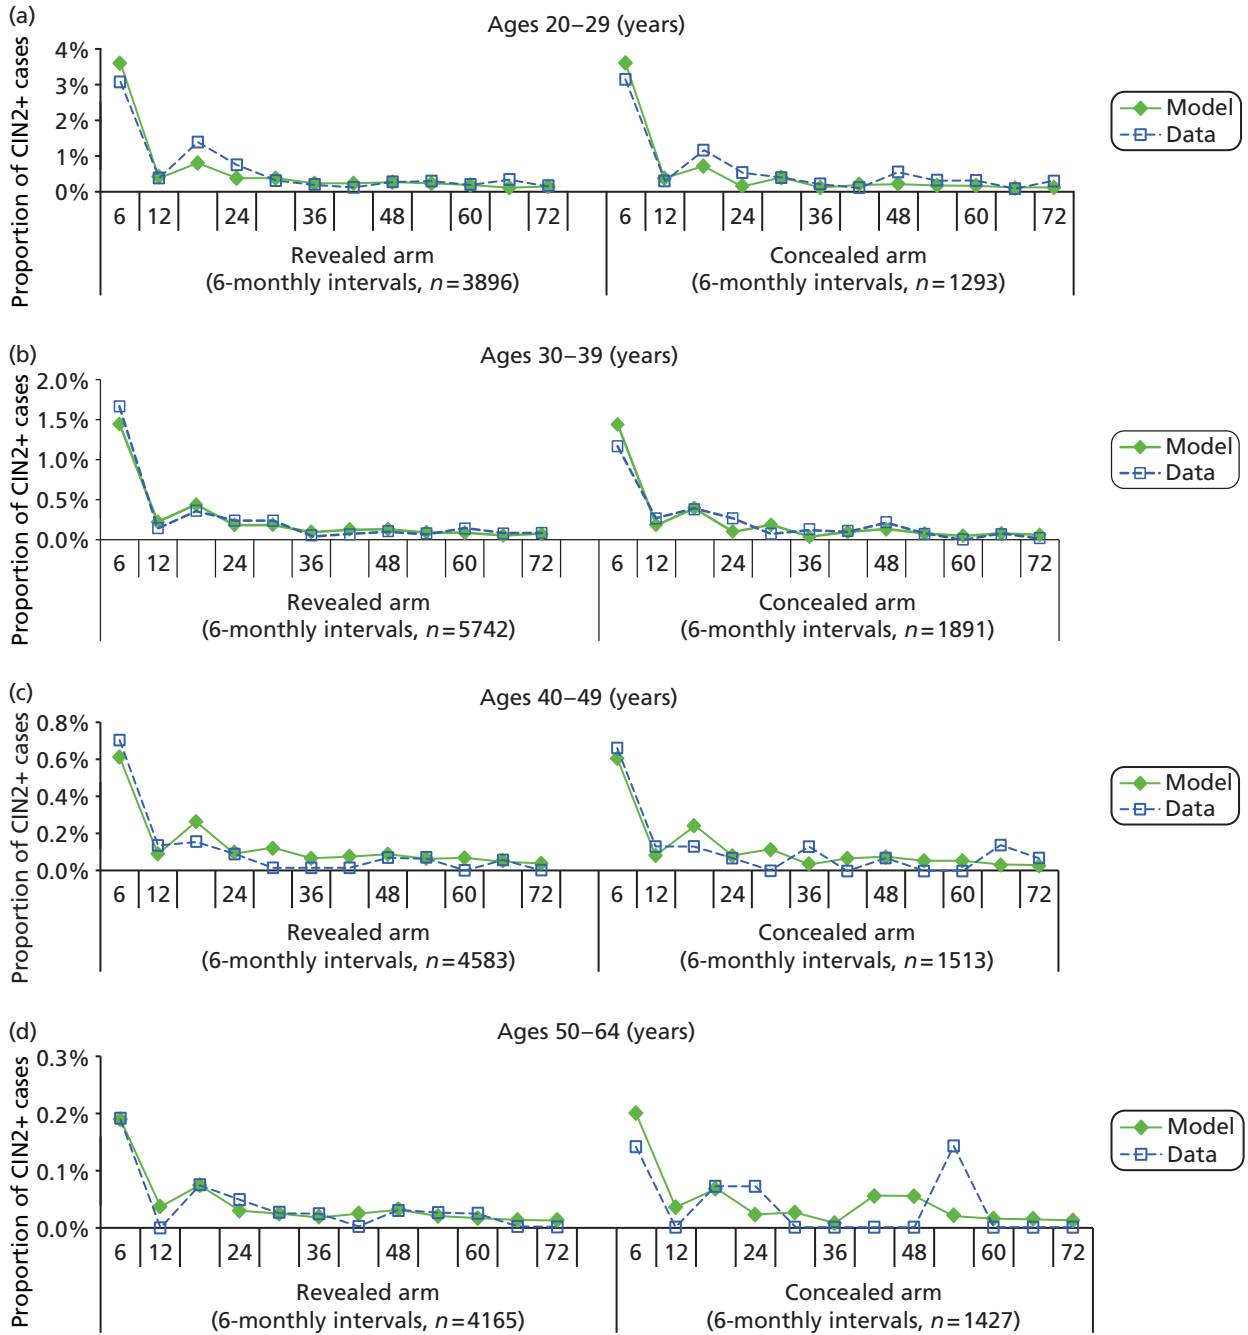 (a)
Ages 20–29 (years)
Proportion of CIN2+ cases
4%
3%
2%
1%
0%
6 12 24 36 48 60 72 6 12 24 36 48 60 72
Revealed arm Concealed arm
(6-monthly intervals, n=3896) (6-monthly intervals, n=1293)
Model
Data
(b)
Ages 30–39 (years)
Proportion of CIN2+ cases
2.0%
1.5%
1.0%
0.5%
0.0%
6 12 24 36 48 60 72 6 12 24 36 48 60 72
Revealed arm Concealed arm
(6-monthly intervals, n=5742) (6-monthly intervals, n=1891)
Model
Data
(c)
Ages 40–49 (years)
Proportion of CIN2+ cases
0.8%
0.6%
0.4%
0.2%
0.0%
6 12 24 36 48 60 72 6 12 24 36 48 60 72
Revealed arm Concealed arm
(6-monthly intervals, n=4583) (6-monthly intervals, n=1513)
Model
Data
(d)
Ages 50–64 (years)
Proportion of CIN2+ cases
0.3%
0.2%
0.1%
0.0%
6 12 24 36 48 60 72 6 12 24 36 48 60 72
Revealed arm Concealed arm
(6-monthly intervals, n=4165) (6-monthly intervals, n=1427)
Model
Data